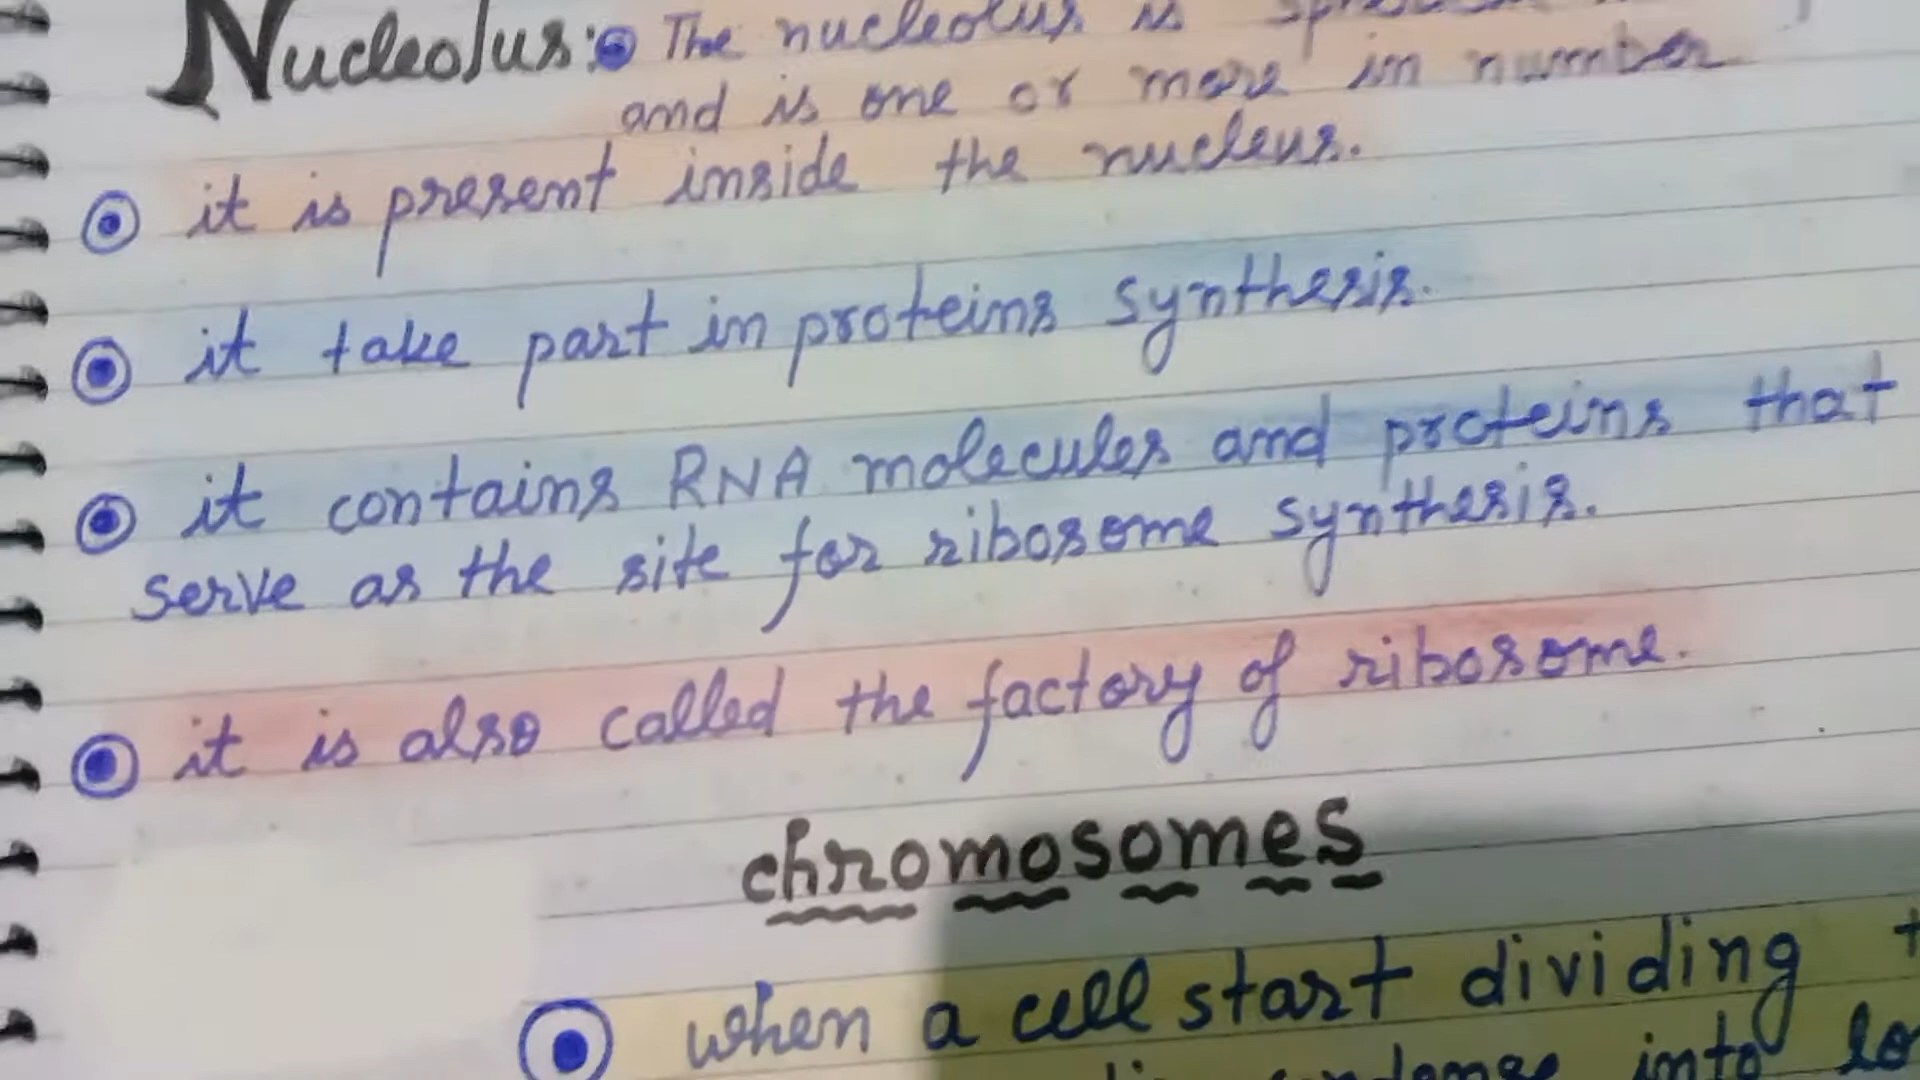 Nucleolus: The nucleolus is
and is one or more in number
it is present inside the nucleus.
it take part in proteins synthesis.
it contains RNA molecules and proteins that
serve as the site for ribosome synthesis.
it is also called the factory of ribosome.
chromosomes
when a cell start dividing
into